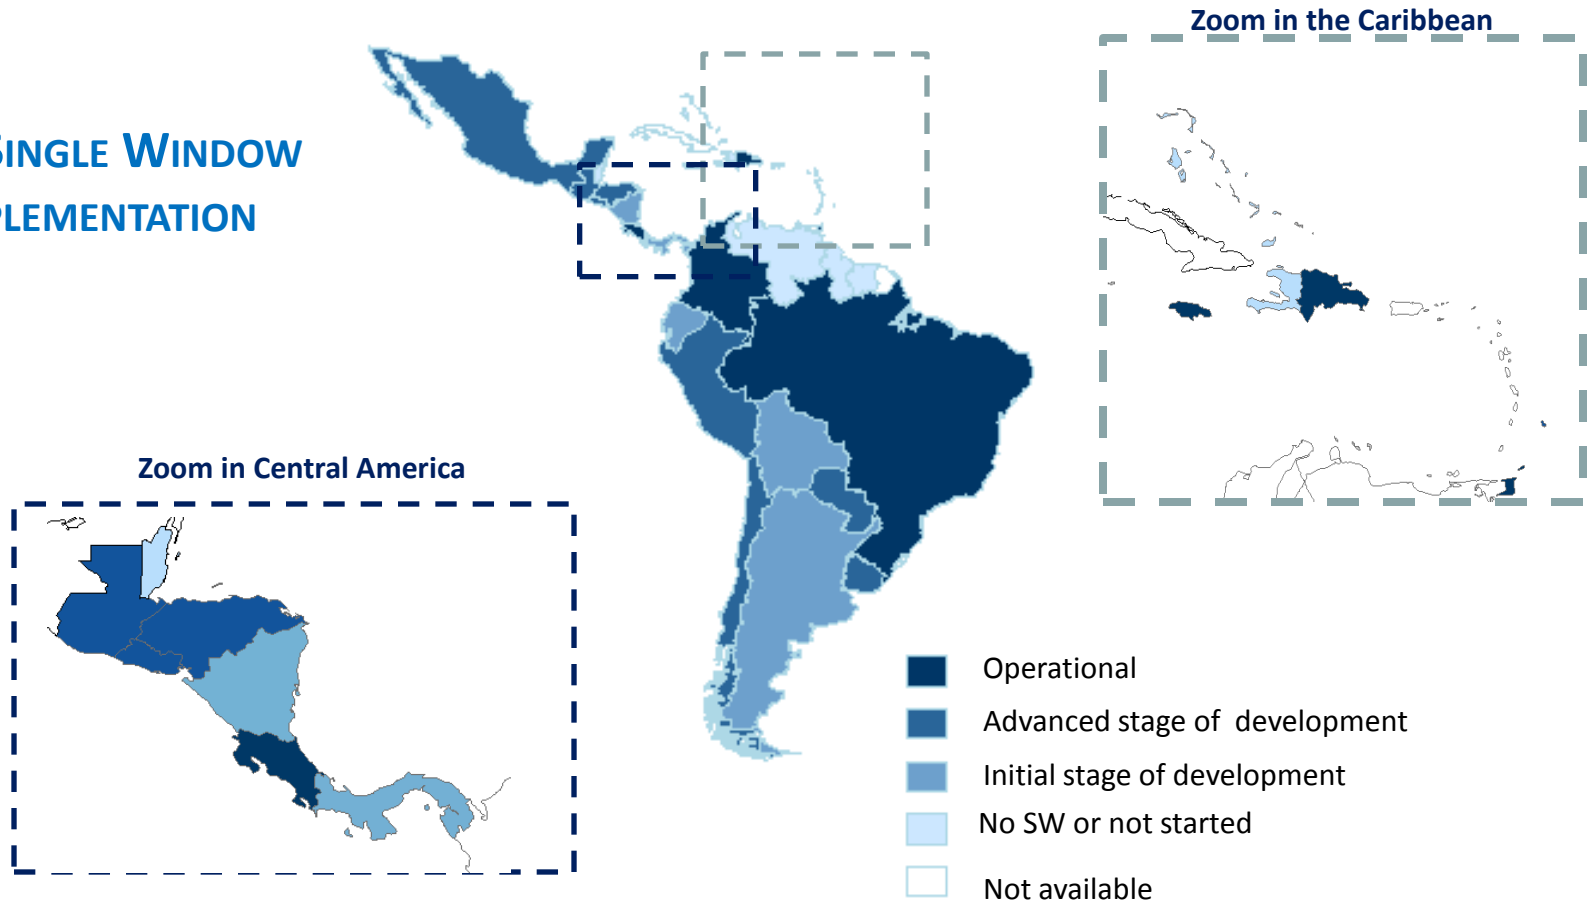 Zoom in the Caribbean
SINGLE WINDOW
PLEMENTATION
Zoom in Central America
Operational
Advanced stage of development
Initial stage of development
No SW or not started
Not available